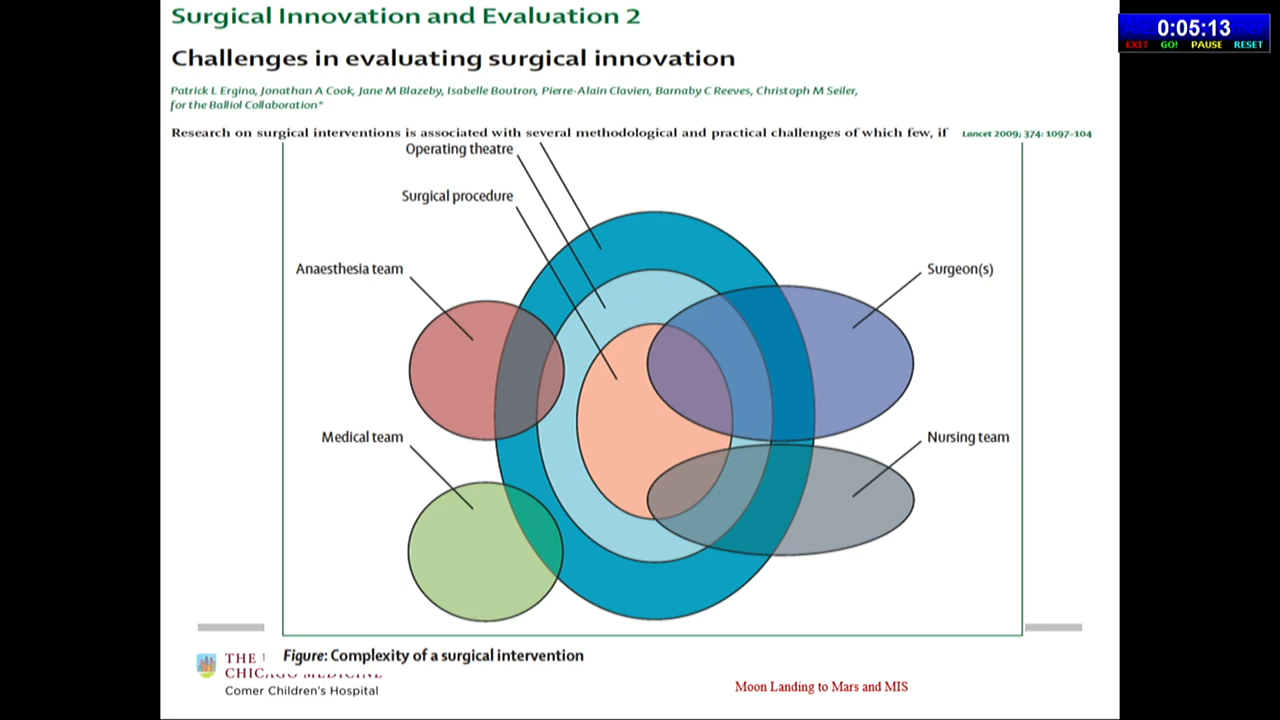 Surgical Innovation and Evaluation 2
0:05:13
EXIT GO! PAUSE RESET
Challenges in evaluating surgical innovation
Patrick L Ergina, Jonathan A Cook, Jane M Blazeby, Isabelle Boutron, Pierre-Alain Clavien, Barnaby C Reeves, Christoph M Seiler,
for the Balliol Collaboration*
Research on surgical interventions is associated with several methodological and practical challenges of which few, if
Lancet 2009; 374: 1097–104
Operating theatre
Surgical procedure
Anaesthesia team
Surgeon(s)
Medical team
Nursing team
Figure: Complexity of a surgical intervention
THE
CHICAGO MEDICINE
Comer Children's Hospital
Moon Landing to Mars and MIS